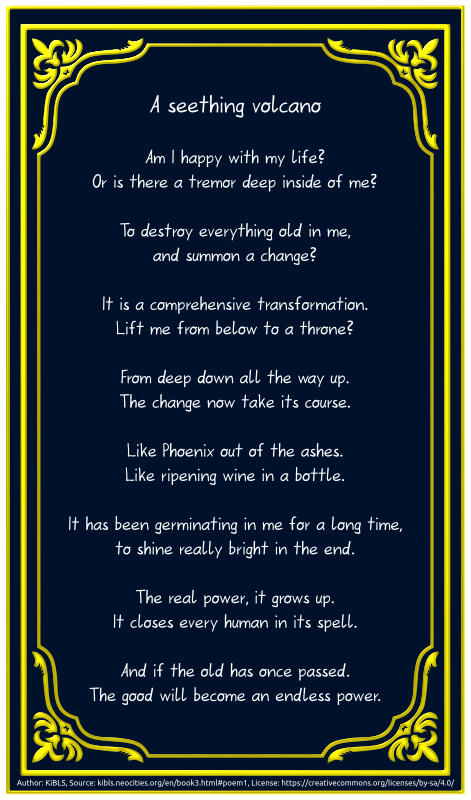 A seething volcano
Am I happy with my life?
Or is there a tremor deep inside of me?
To destroy everything old in me,
and summon a change?
It is a comprehensive transformation.
Lift me from below to a throne?
From deep down all the way up.
The change now take its course.
Like Phoenix out of the ashes.
Like ripening wine in a bottle.
It has been germinating in me for a long time,
to shine really bright in the end.
The real power, it grows up.
It closes every human in its spell.
And if the old has once passed.
The good will become an endless power.
Author: KiBLS, Source: kibls.neocities.org/en/book3.html#poem1, License: https://creativecommons.org/licenses/by-sa/4.0/